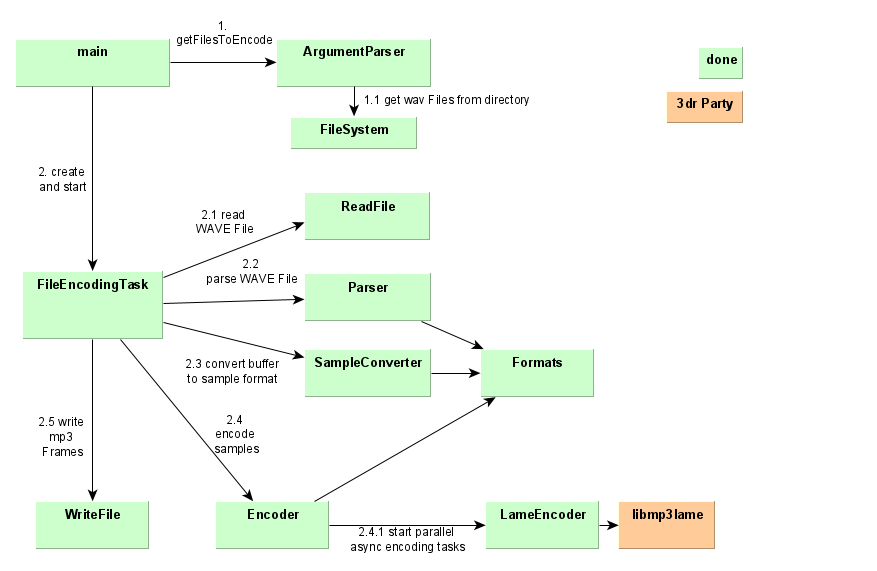 1.
getFilesToEncode
main
ArgumentParser
done
1.1 get wav Files from directory
3dr Party
FileSystem
2. create
and start
ReadFile
2.1 read
WAVE File
2.2
parse WAVE File
FileEncodingTask
Parser
2.3 convert buffer
to sample format
SampleConverter
Formats
2.4
encode
samples
2.5 write
mp3
Frames
WriteFile
Encoder
LameEncoder
libmp3lame
2.4.1 start parallel
async encoding tasks